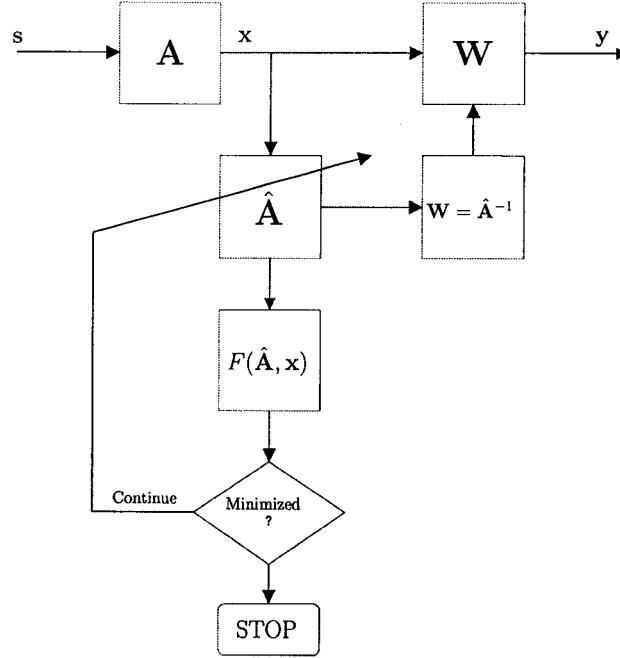 s
A
x
W
y
Â
W = Â⁻¹
F(Â, x)
Continue
Minimized
?
STOP